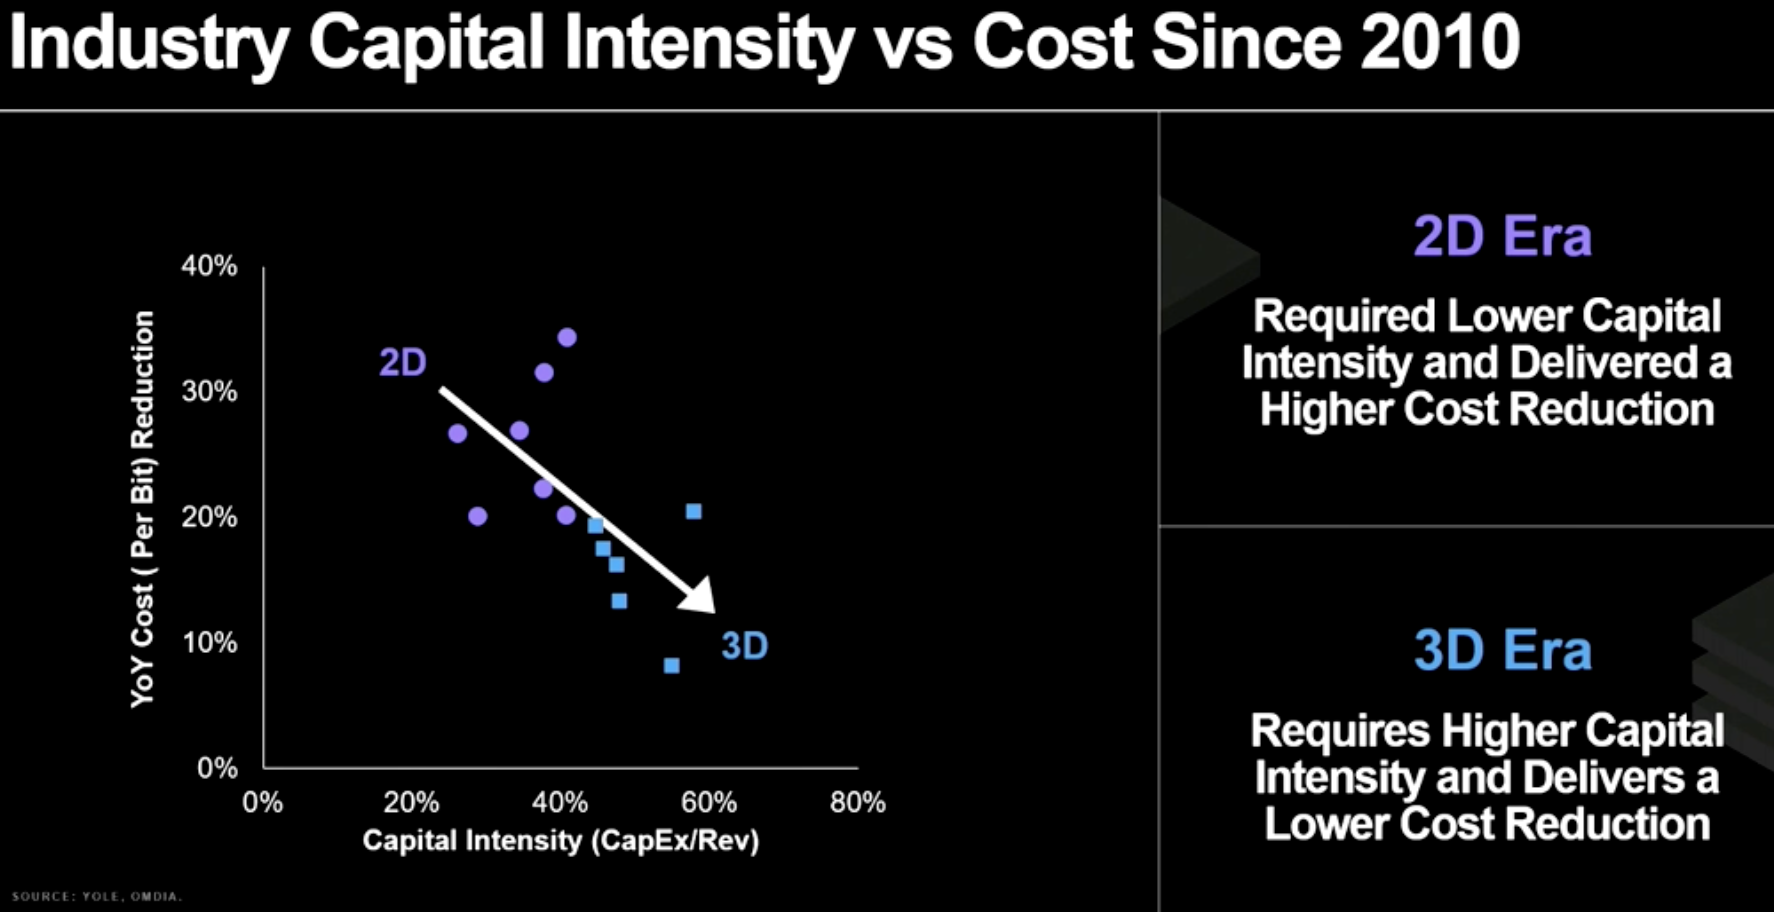 Industry Capital Intensity vs Cost Since 2010
YoY Cost ( Per Bit) Reduction
40%
30%
20%
10%
0%
2D
3D
0% 20% 40% 60% 80%
Capital Intensity (CapEx/Rev)
SOURCE: YOLE, OMDIA.
2D Era
Required Lower Capital
Intensity and Delivered a
Higher Cost Reduction
3D Era
Requires Higher Capital
Intensity and Delivers a
Lower Cost Reduction